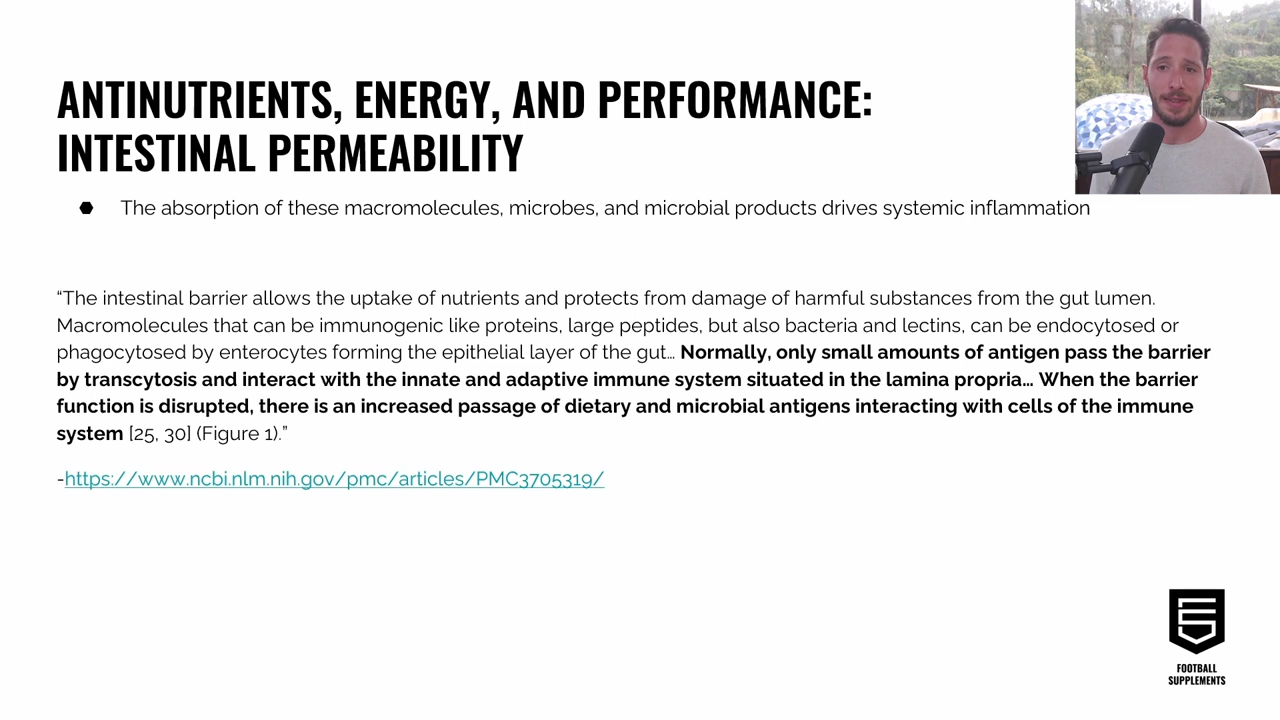 ANTINUTRIENTS, ENERGY, AND PERFORMANCE:
INTESTINAL PERMEABILITY
The absorption of these macromolecules, microbes, and microbial products drives systemic inflammation
“The intestinal barrier allows the uptake of nutrients and protects from damage of harmful substances from the gut lumen.
Macromolecules that can be immunogenic like proteins, large peptides, but also bacteria and lectins, can be endocytosed or
phagocytosed by enterocytes forming the epithelial layer of the gut… Normally, only small amounts of antigen pass the barrier
by transcytosis and interact with the innate and adaptive immune system situated in the lamina propria… When the barrier
function is disrupted, there is an increased passage of dietary and microbial antigens interacting with cells of the immune
system [25, 30] (Figure 1).”
-https://www.ncbi.nlm.nih.gov/pmc/articles/PMC3705319/
FOOTBALL
SUPPLEMENTS